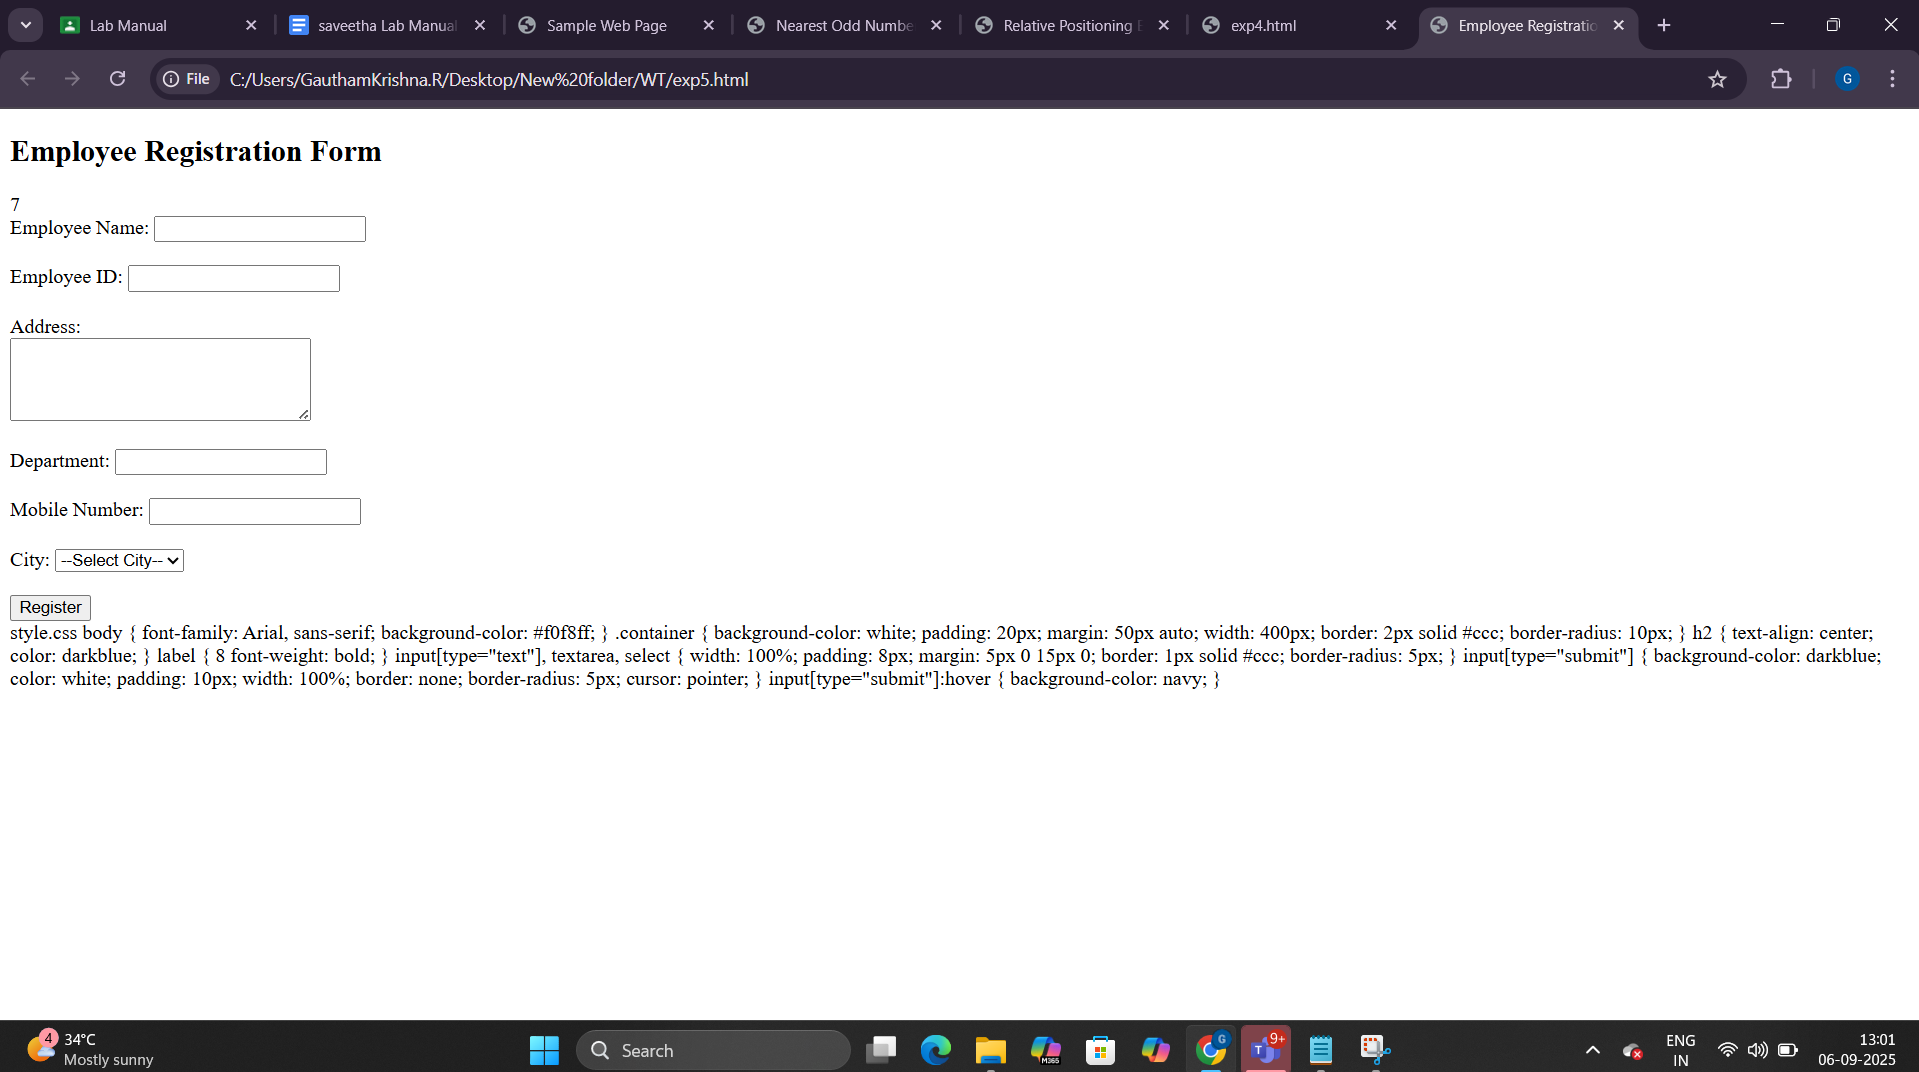 Lab Manual
saveetha Lab Manual
Sample Web Page
Nearest Odd Numbe
Relative Positioning E
exp4.html
Employee Registratio
File
C:/Users/GauthamKrishna.R/Desktop/New%20folder/WT/exp5.html
G
Employee Registration Form
7
Employee Name:
Employee ID:
Address:
Department:
Mobile Number:
City: --Select City--
Register
style.css body { font-family: Arial, sans-serif; background-color: #f0f8ff; } .container { background-color: white; padding: 20px; margin: 50px auto; width: 400px; border: 2px solid #ccc; border-radius: 10px; } h2 { text-align: center;
color: darkblue; } label { 8 font-weight: bold; } input[type="text"], textarea, select { width: 100%; padding: 8px; margin: 5px 0 15px 0; border: 1px solid #ccc; border-radius: 5px; } input[type="submit"] { background-color: darkblue;
color: white; padding: 10px; width: 100%; border: none; border-radius: 5px; cursor: pointer; } input[type="submit"]:hover { background-color: navy; }
4
34°C
Mostly sunny
Search
M365
G
T
9+
ENG
IN
13:01
06-09-2025